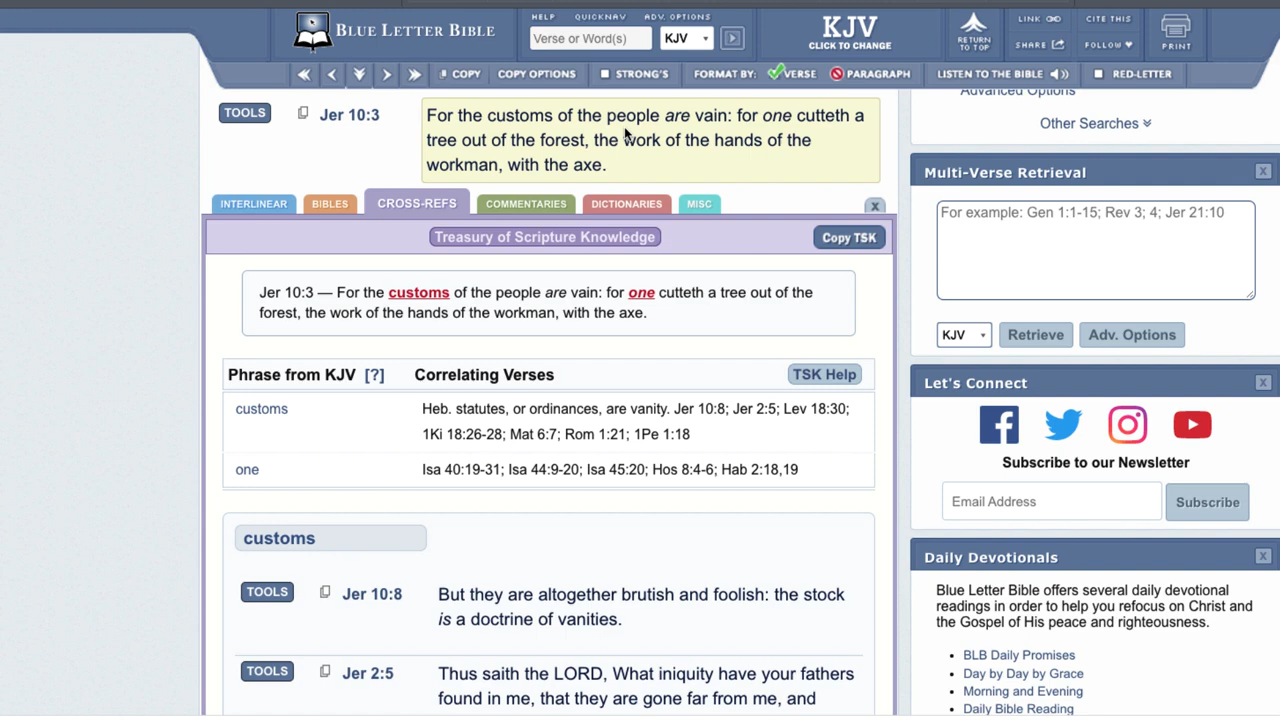 HELP QUICKNAV ADV. OPTIONS
BLUE LETTER BIBLE
Verse or Word(s)
KJV
KJV
CLICK TO CHANGE
RETURN
TO TOP
LINK
SHARE
CITE THIS
FOLLOW
PRINT
COPY
COPY OPTIONS
STRONG'S
FORMAT BY:
VERSE
PARAGRAPH
LISTEN TO THE BIBLE
RED-LETTER
TOOLS
Jer 10:3
For the customs of the people are vain: for one cutteth a
tree out of the forest, the work of the hands of the
workman, with the axe.
INTERLINEAR
BIBLES
CROSS-REFS
COMMENTARIES
DICTIONARIES
MISC
X
Treasury of Scripture Knowledge
Copy TSK
Jer 10:3 — For the customs of the people are vain: for one cutteth a tree out of the
forest, the work of the hands of the workman, with the axe.
Phrase from KJV [?]
Correlating Verses
TSK Help
customs
Heb. statutes, or ordinances, are vanity. Jer 10:8; Jer 2:5; Lev 18:30;
1Ki 18:26-28; Mat 6:7; Rom 1:21; 1Pe 1:18
one
Isa 40:19-31; Isa 44:9-20; Isa 45:20; Hos 8:4-6; Hab 2:18,19
customs
TOOLS
Jer 10:8
But they are altogether brutish and foolish: the stock
is a doctrine of vanities.
TOOLS
Jer 2:5
Thus saith the LORD, What iniquity have your fathers
found in me, that they are gone far from me, and
Advanced Options
Other Searches
Multi-Verse Retrieval
X
For example: Gen 1:1-15; Rev 3; 4; Jer 21:10
KJV
Retrieve
Adv. Options
Let's Connect
X
Subscribe to our Newsletter
Email Address
Subscribe
Daily Devotionals
X
Blue Letter Bible offers several daily devotional
readings in order to help you refocus on Christ and
the Gospel of His peace and righteousness.
BLB Daily Promises
Day by Day by Grace
Morning and Evening
Daily Bible Reading